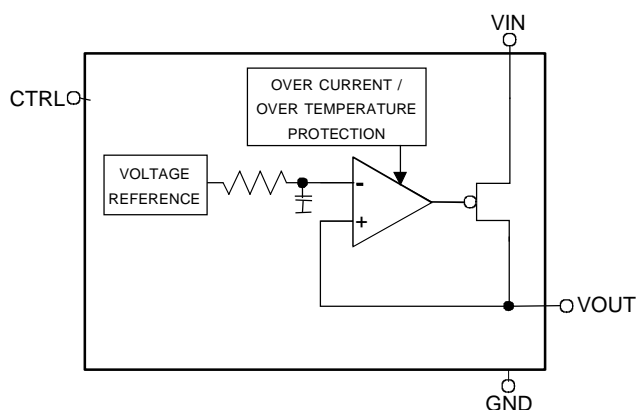 VIN
CTRL
OVER CURRENT /
OVER TEMPERATURE
PROTECTION
VOLTAGE
REFERENCE
-
+
VOUT
GND